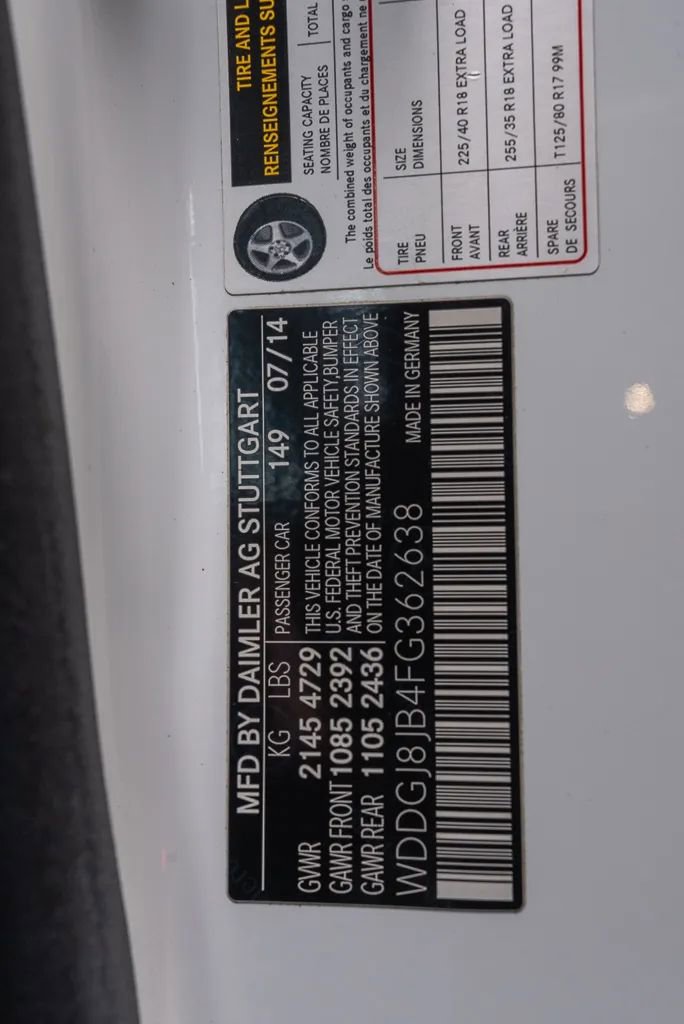 TIRE AND L
RENSEIGNEMENTS SU
SEATING CAPACITY
NOMBRE DE PLACES
TOTAL
The combined weight of occupants and cargo
Le poids total des occupants et du chargement ne
TIRE SIZE
PNEU DIMENSIONS
FRONT 225/40 R18 EXTRA LOAD
AVANT
REAR 255/35 R18 EXTRA LOAD
ARRIÈRE
SPARE T125/80 R17 99M
DE SECOURS
MFD BY DAIMLER AG STUTTGART
KG LBS PASSENGER CAR 149 07/14
GVWR 2145 4729 THIS VEHICLE CONFORMS TO ALL APPLICABLE
U.S. FEDERAL MOTOR VEHICLE SAFETY,BUMPER
GAWR FRONT 1085 2392 AND THEFT PREVENTION STANDARDS IN EFFECT
GAWR REAR 1105 2436 ON THE DATE OF MANUFACTURE SHOWN ABOVE
WDDGJ8JB4FG362638 MADE IN GERMANY